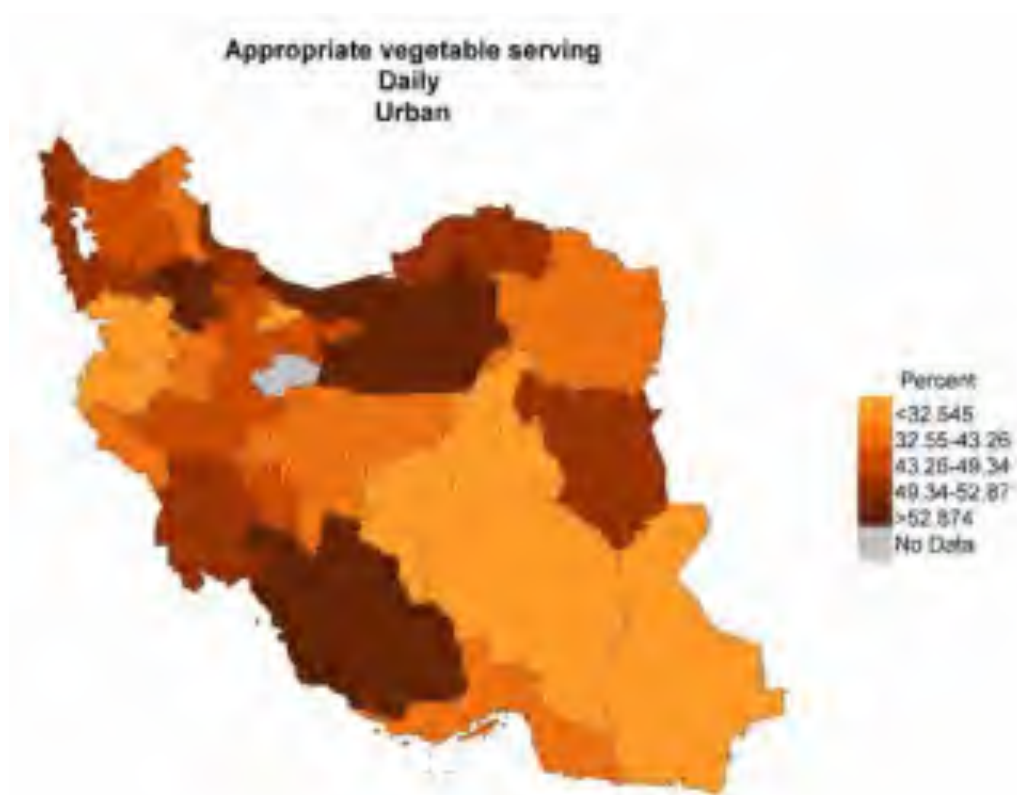 Appropriate vegetable serving
Daily
Urban
Percent
<32.545
32.55-43.26
43.26-49.34
49.34-52.87
>52.874
No Data